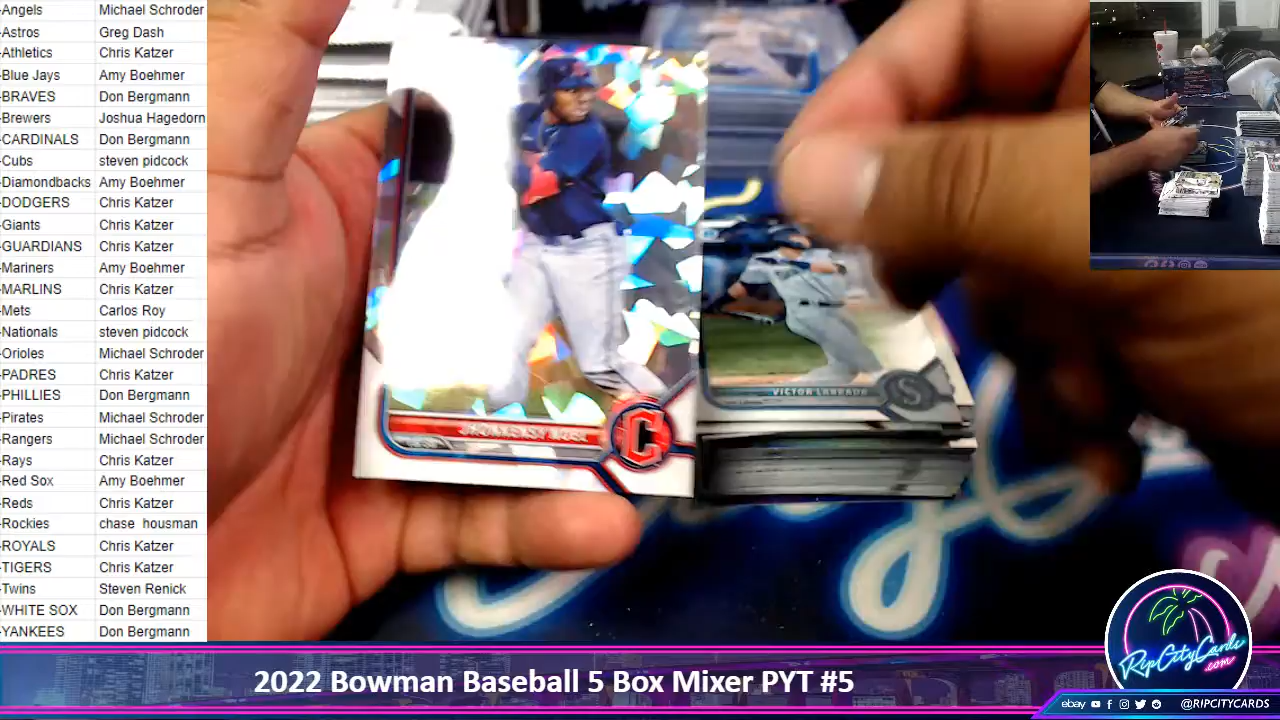 -Angels Michael Schroder
-Astros Greg Dash
-Athletics Chris Katzer
-Blue Jays Amy Boehmer
-BRAVES Don Bergmann
-Brewers Joshua Hagedorn
-CARDINALS Don Bergmann
-Cubs steven pidcock
-Diamondbacks Amy Boehmer
-DODGERS Chris Katzer
-Giants Chris Katzer
-GUARDIANS Chris Katzer
-Mariners Amy Boehmer
-MARLINS Chris Katzer
-Mets Carlos Roy
-Nationals steven pidcock
-Orioles Michael Schroder
-PADRES Chris Katzer
-PHILLIES Don Bergmann
-Pirates Michael Schroder
-Rangers Michael Schroder
-Rays Chris Katzer
-Red Sox Amy Boehmer
-Reds Chris Katzer
-Rockies chase housman
-ROYALS Chris Katzer
-TIGERS Chris Katzer
-Twins Steven Renick
-WHITE SOX Don Bergmann
-YANKEES Don Bergmann
C
VICTOR LABRADA
S
RipCityCards
.com
2022 Bowman Baseball 5 Box Mixer PYT #5
ebay @RIPCITYCARDS